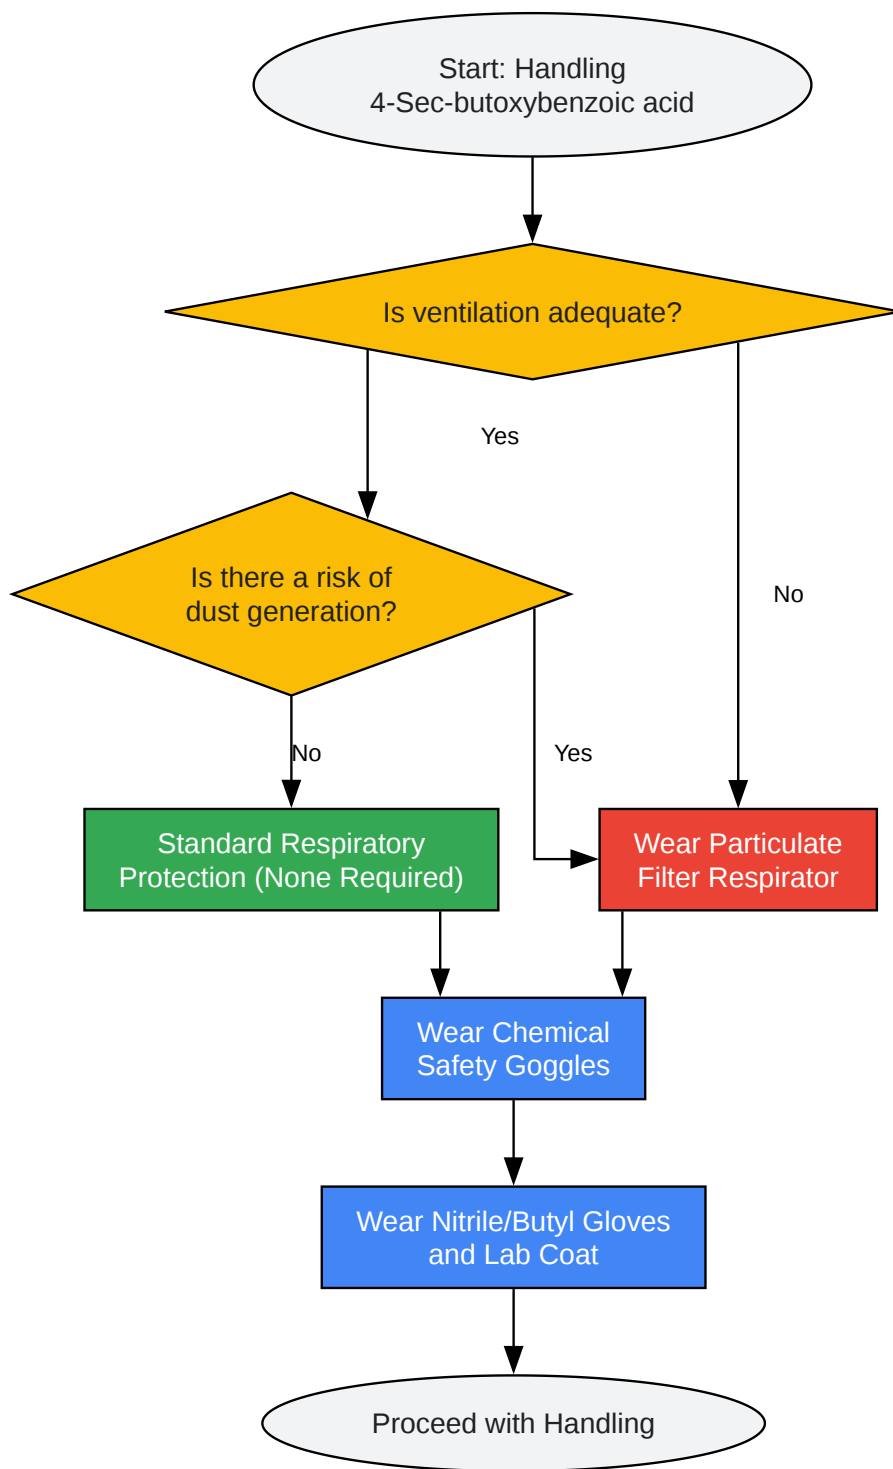 Start: Handling
4-Sec-butoxybenzoic acid
Is ventilation adequate?
Yes
Is there a risk of
dust generation?
No
No
Yes
Standard Respiratory
Protection (None Required)
Wear Particulate
Filter Respirator
Wear Chemical
Safety Goggles
Wear Nitrile/Butyl Gloves
and Lab Coat
Proceed with Handling